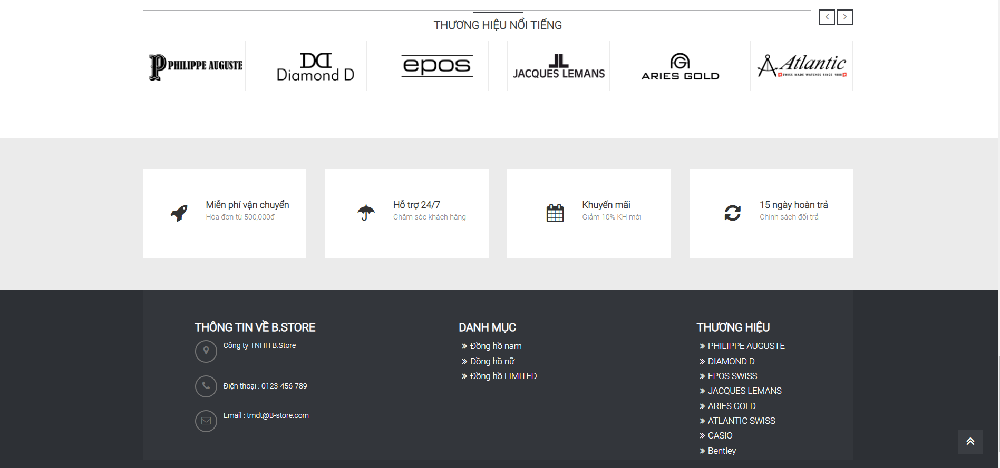 THƯƠNG HIỆU NỔI TIẾNG
P PHILIPPE AUGUSTE
DD
Diamond D
epos
JL
JACQUES LEMANS
AG
ARIES GOLD
Atlantic
SWISS MADE WATCHES SINCE 1888
Miễn phí vận chuyển
Hóa đơn từ 500,000đ
Hỗ trợ 24/7
Chăm sóc khách hàng
Khuyến mãi
Giảm 10% KH mới
15 ngày hoàn trả
Chính sách đổi trả
THÔNG TIN VỀ B.STORE
Công ty TNHH B.Store
Điện thoại : 0123-456-789
Email : tmdt@B-store.com
DANH MỤC
Đồng hồ nam
Đồng hồ nữ
Đồng hồ LIMITED
THƯƠNG HIỆU
PHILIPPE AUGUSTE
DIAMOND D
EPOS SWISS
JACQUES LEMANS
ARIES GOLD
ATLANTIC SWISS
CASIO
Bentley